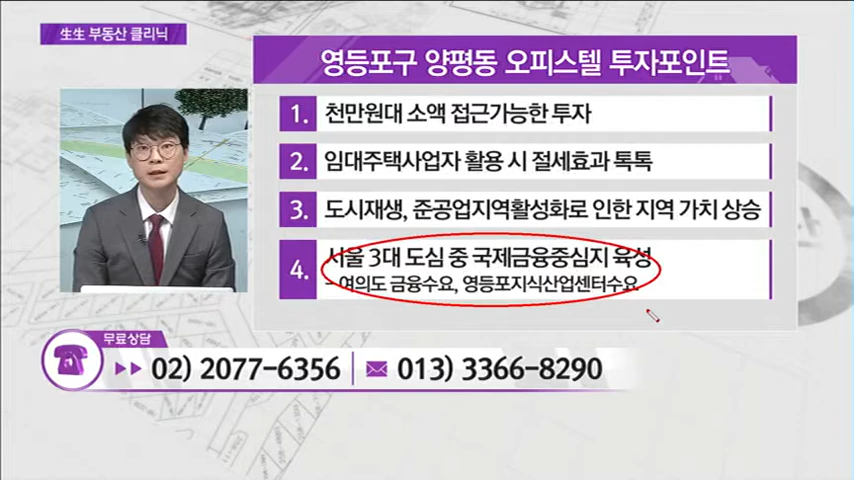 生生 부동산 클리닉
영등포구 양평동 오피스텔 투자포인트
1. 천만원대 소액 접근가능한 투자
2. 임대주택사업자 활용 시 절세효과 톡톡
3. 도시재생, 준공업지역활성화로 인한 지역 가치 상승
4. 서울 3대 도심 중 국제금융중심지 육성
- 여의도 금융수요, 영등포지식산업센터수요
무료상담
02) 2077-6356
013) 3366-8290